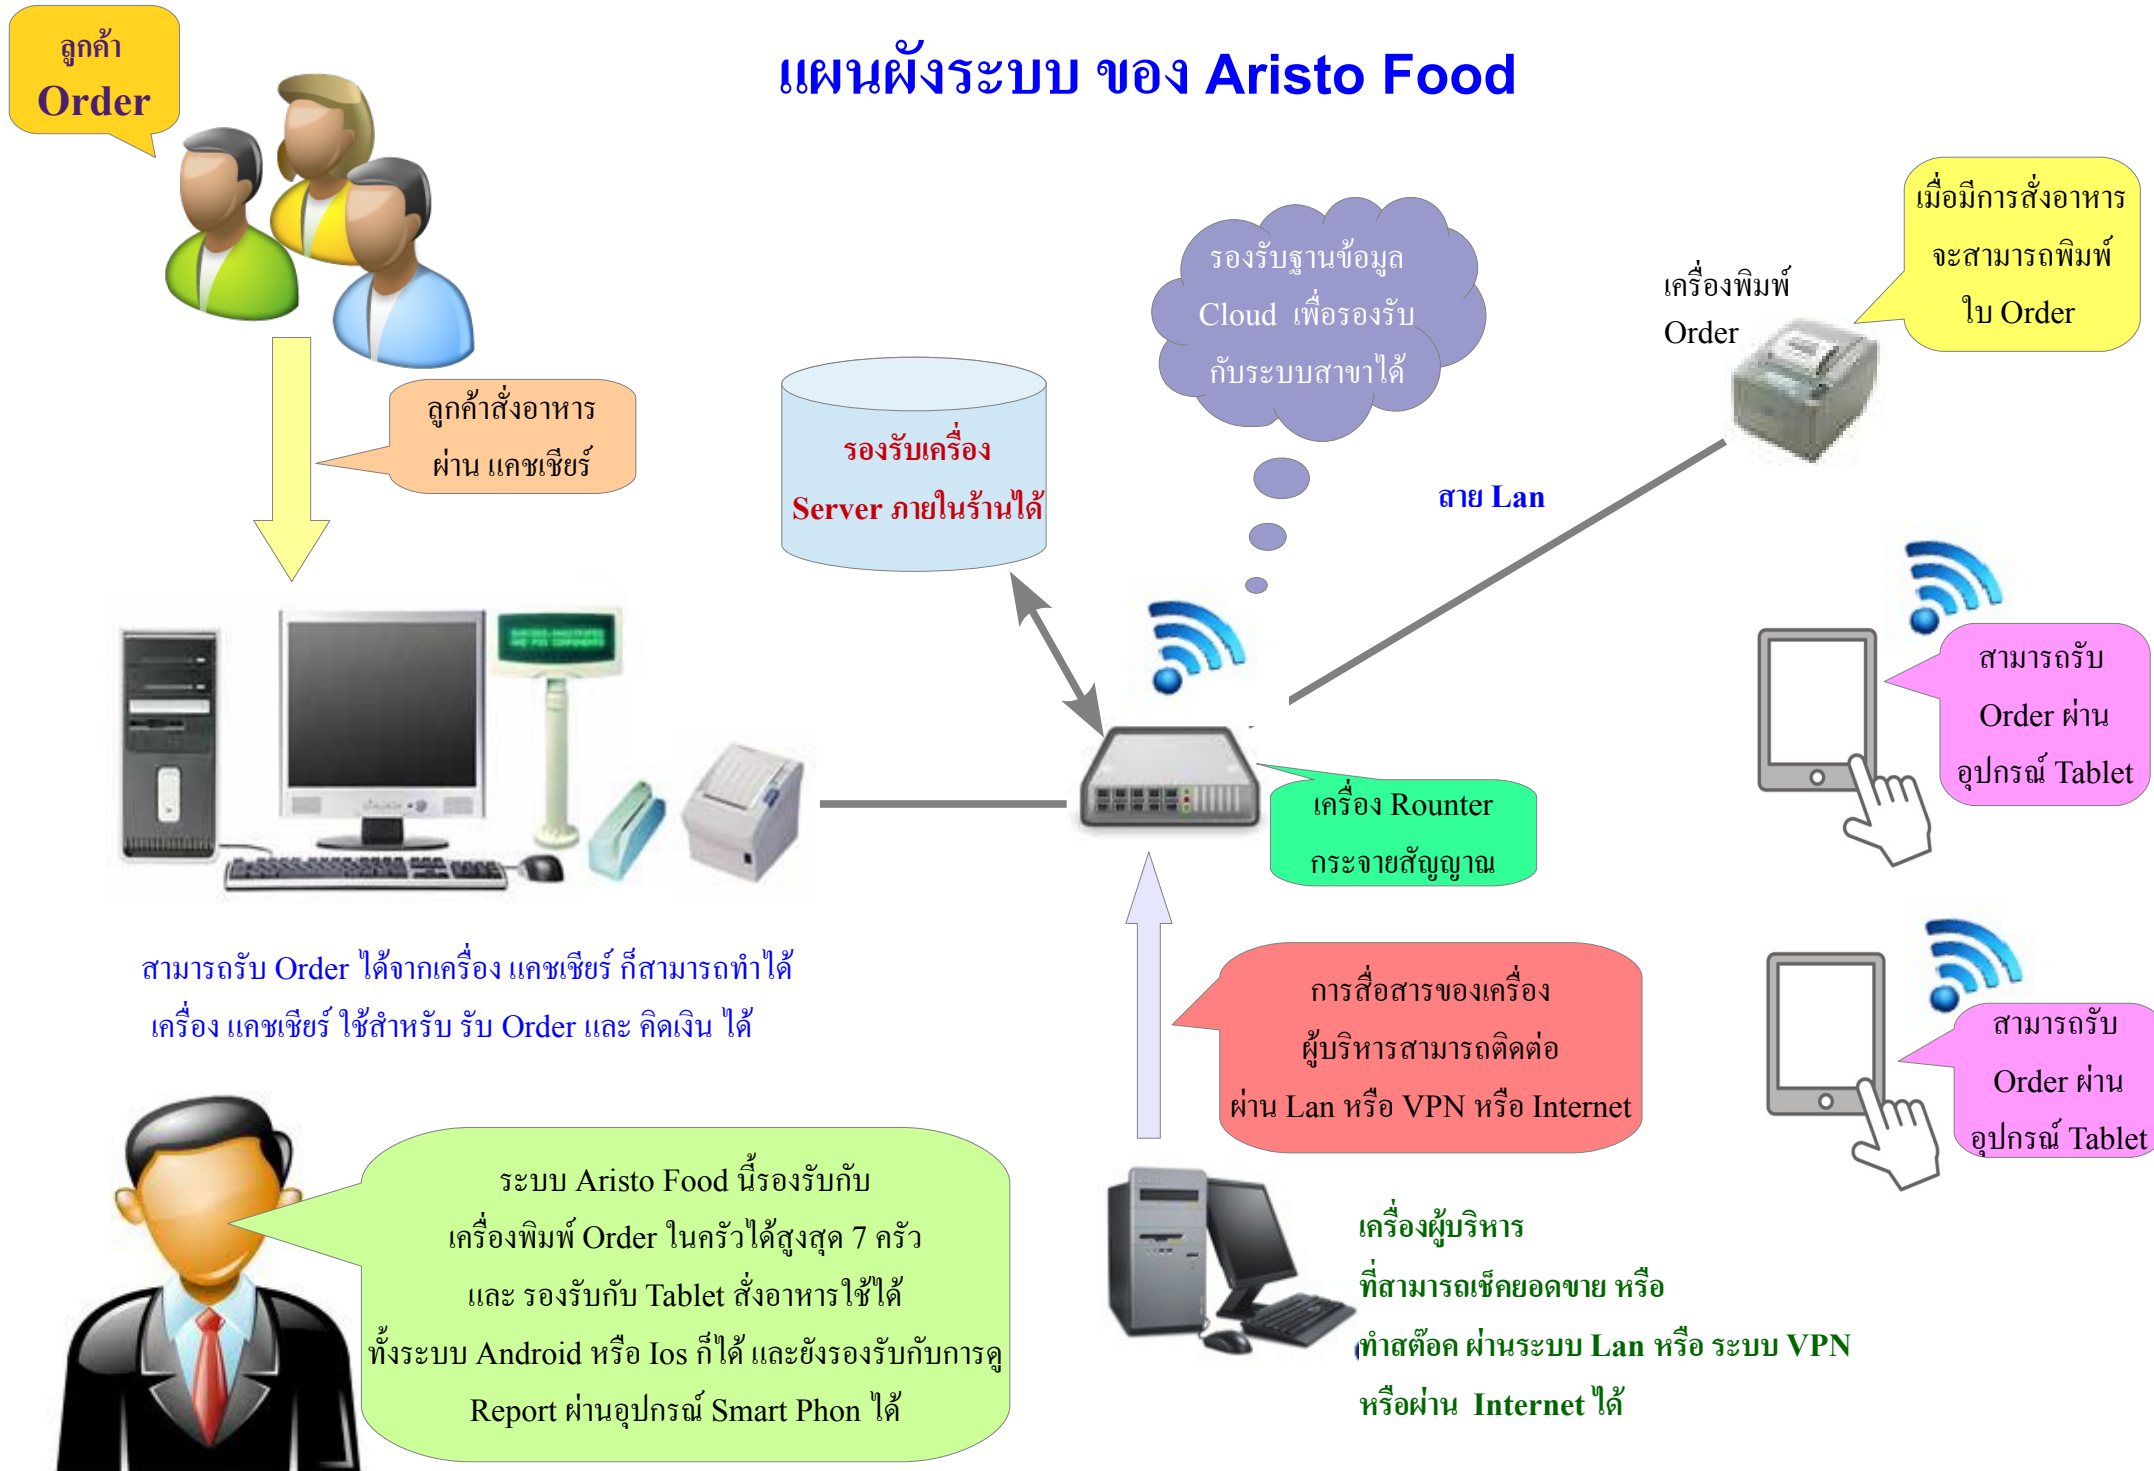 ลูกค้า
Order
แผนผังระบบ ของ Aristo Food
เมื่อมีการสั่งอาหาร
จะสามารถพิมพ์
ใบ Order
เครื่องพิมพ์
Order
รองรับฐานข้อมูล
Cloud เพื่อรองรับ
กับระบบสาขาได้
ลูกค้าสั่งอาหาร
ผ่าน แคชเชียร์
รองรับเครื่อง
Server ภายในร้านได้
สาย Lan
สามารถรับ
Order ผ่าน
อุปกรณ์ Tablet
เครื่อง Rounter
กระจายสัญญาณ
สามารถรับ Order ได้จากเครื่อง แคชเชียร์ ก็สามารถทำได้
เครื่อง แคชเชียร์ ใช้สำหรับ รับ Order และ คิดเงิน ได้
การสื่อสารของเครื่อง
ผู้บริหารสามารถติดต่อ
ผ่าน Lan หรือ VPN หรือ Internet
สามารถรับ
Order ผ่าน
อุปกรณ์ Tablet
ระบบ Aristo Food นี้รองรับกับ
เครื่องพิมพ์ Order ในครัวได้สูงสุด 7 ครัว
และ รองรับกับ Tablet สั่งอาหารใช้ได้
ทั้งระบบ Android หรือ Ios ก็ได้ และยังรองรับกับการดู
Report ผ่านอุปกรณ์ Smart Phon ได้
เครื่องผู้บริหาร
ที่สามารถเช็คยอดขาย หรือ
ทำสต๊อค ผ่านระบบ Lan หรือ ระบบ VPN
หรือผ่าน Internet ได้